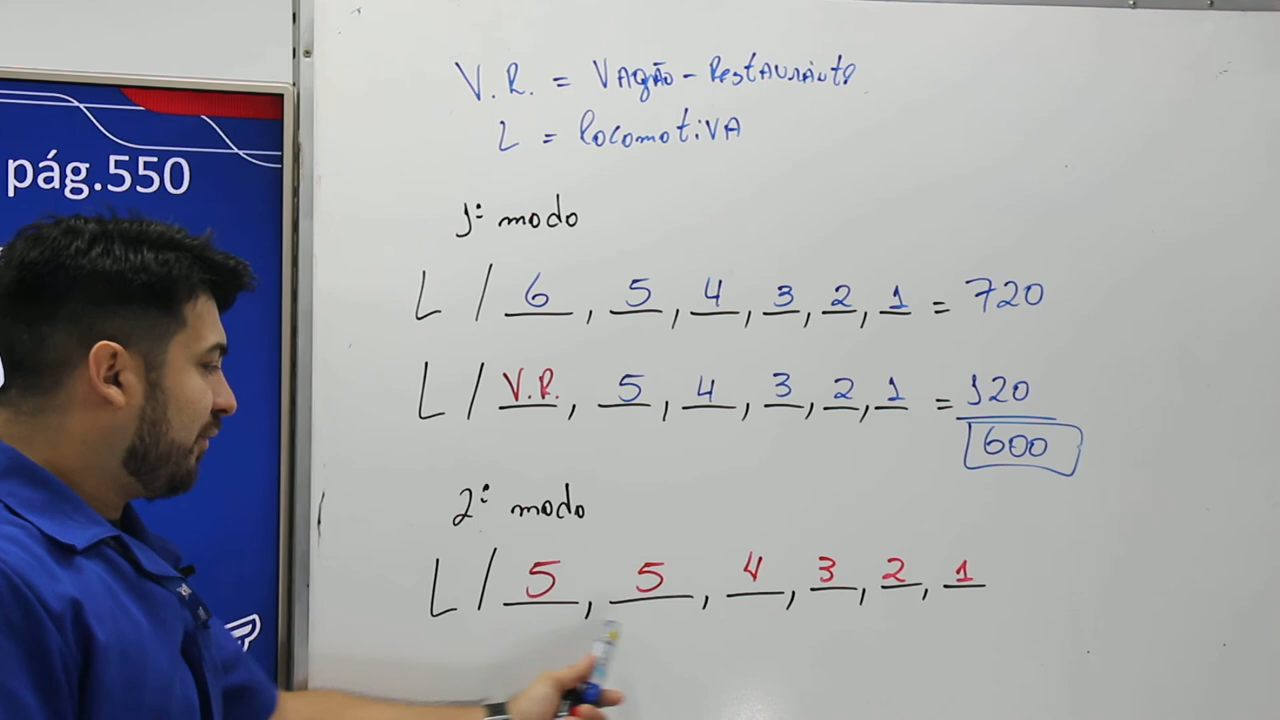 pág.550
V.R. = VAgão - RestAurAnte
L = locomotiVA
1º modo
L / 6, 5, 4, 3, 2, 1 = 720
L / V.R., 5, 4, 3, 2, 1 = 120
600
2º modo
L / 5, 5, 4, 3, 2, 1